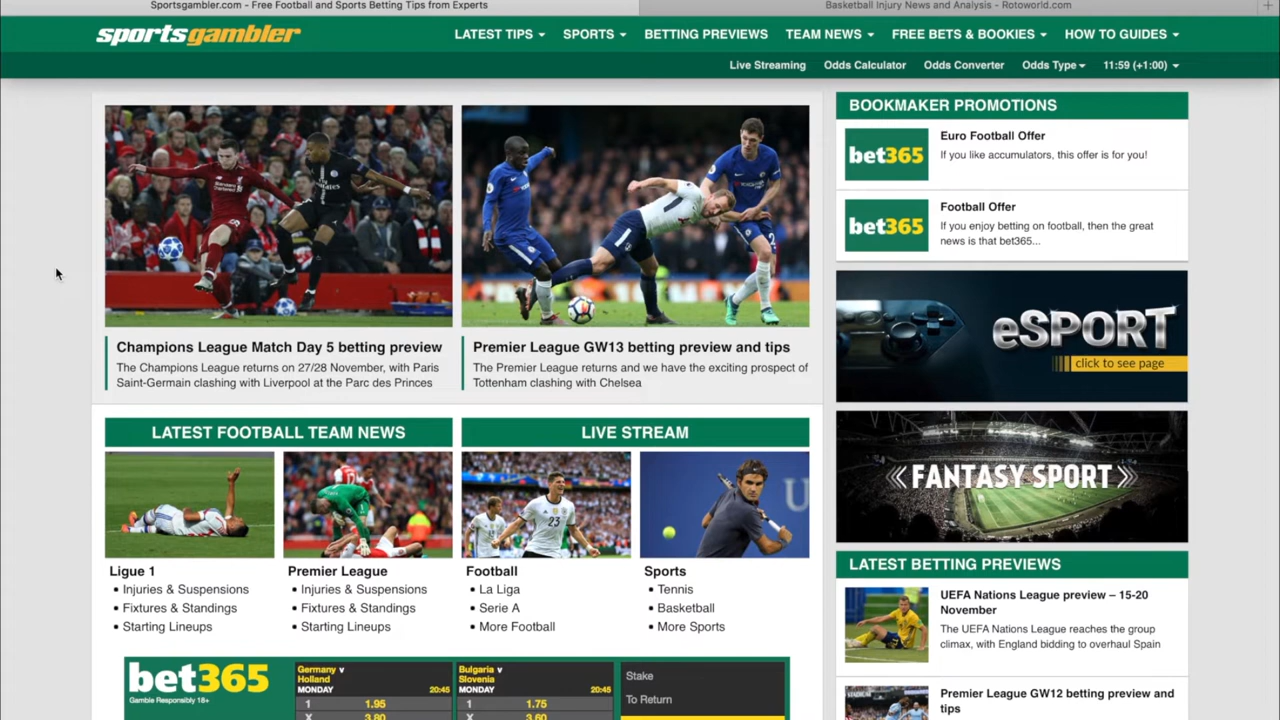 Sportsgambler.com - Free Football and Sports Betting Tips from Experts
Basketball Injury News and Analysis - Rotoworld.com
sportsgambler
LATEST TIPS
SPORTS
BETTING PREVIEWS
TEAM NEWS
FREE BETS & BOOKIES
HOW TO GUIDES
Live Streaming
Odds Calculator
Odds Converter
Odds Type
11:59 (+1:00)
Champions League Match Day 5 betting preview
The Champions League returns on 27/28 November, with Paris
Saint-Germain clashing with Liverpool at the Parc des Princes
Premier League GW13 betting preview and tips
The Premier League returns and we have the exciting prospect of
Tottenham clashing with Chelsea
LATEST FOOTBALL TEAM NEWS
Ligue 1
• Injuries & Suspensions
• Fixtures & Standings
• Starting Lineups
Premier League
• Injuries & Suspensions
• Fixtures & Standings
• Starting Lineups
LIVE STREAM
23
Football
• La Liga
• Serie A
• More Football
Sports
• Tennis
• Basketball
• More Sports
bet365
Gamble Responsibly 18+
Germany v
Holland
MONDAY 20:45
1 1.95
X 3.80
Bulgaria v
Slovenia
MONDAY 20:45
1 1.75
X 3.60
Stake
To Return
BOOKMAKER PROMOTIONS
bet365
Euro Football Offer
If you like accumulators, this offer is for you!
bet365
Football Offer
If you enjoy betting on football, then the great
news is that bet365...
eSPORT
click to see page
FANTASY SPORT
LATEST BETTING PREVIEWS
UEFA Nations League preview – 15-20
November
The UEFA Nations League reaches the group
climax, with England bidding to overhaul Spain
Premier League GW12 betting preview and
tips